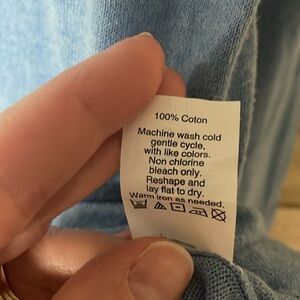 100% Coton
Machine wash cold
gentle cycle,
with like colors.
Non chlorine
bleach only.
Reshape and
lay flat to dry.
Warm iron as needed.